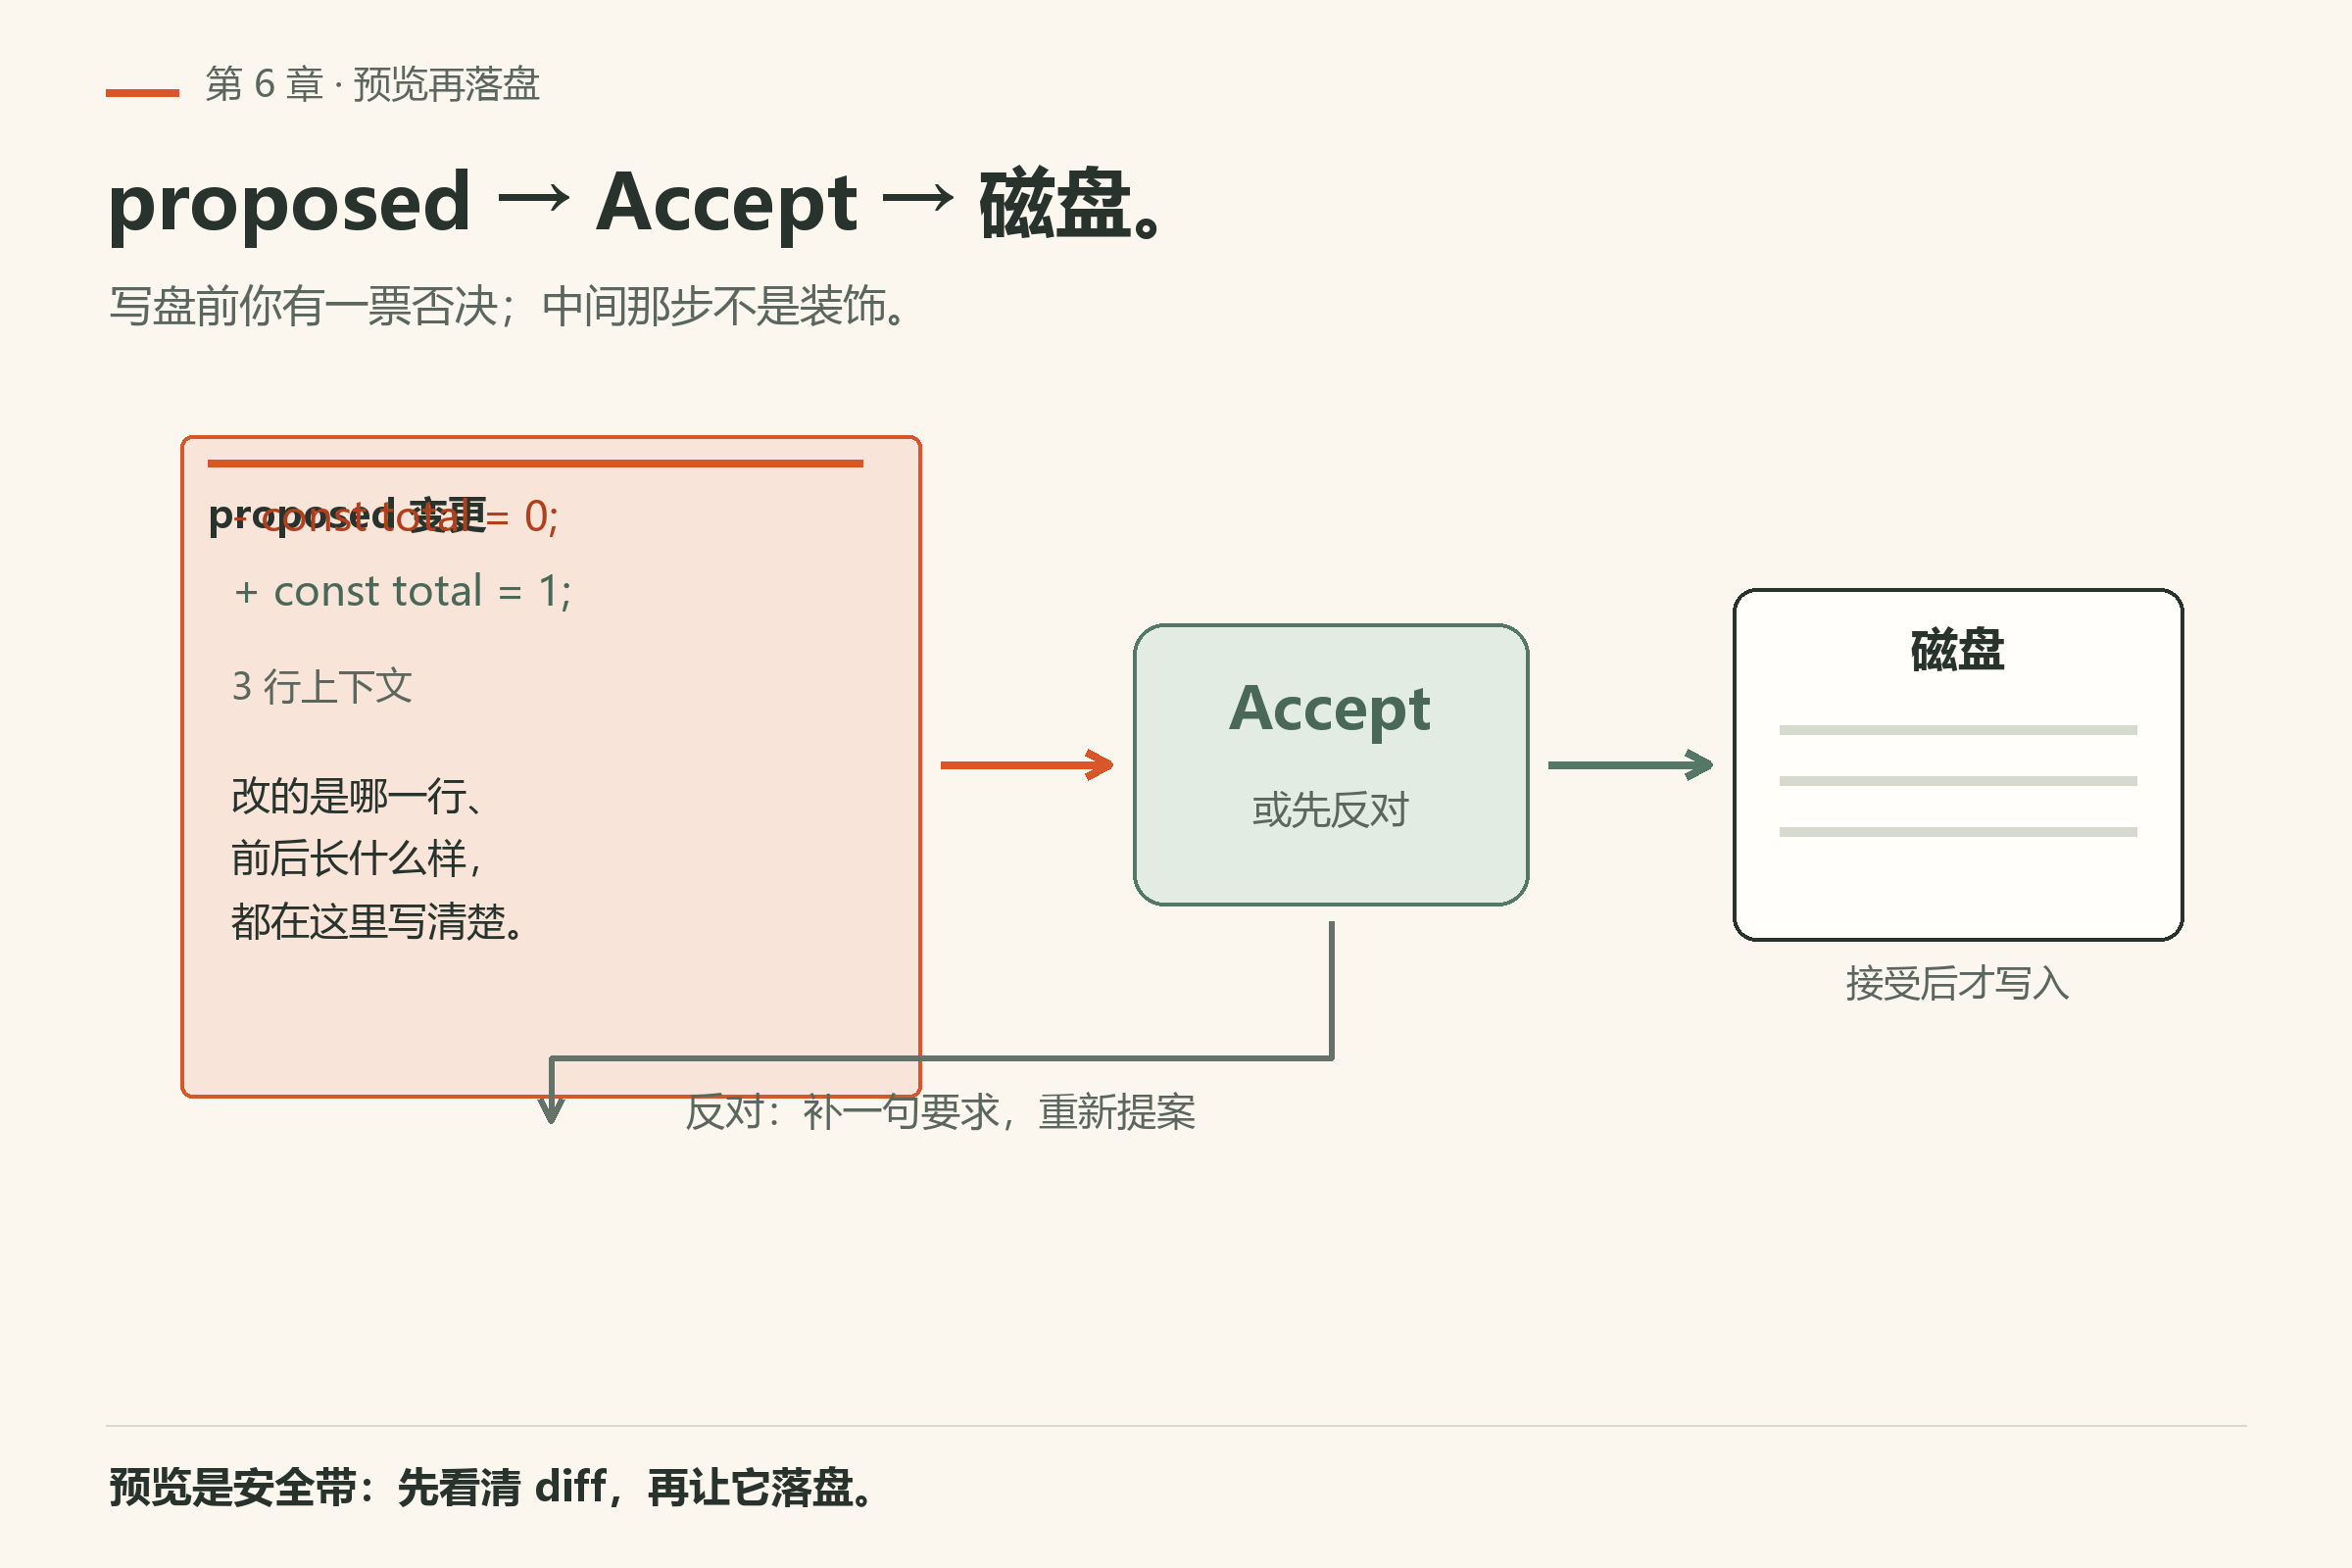 第 6 章 · 预览再落盘
proposed → Accept → 磁盘。
写盘前你有一票否决；中间那步不是装饰。
proposed 变更
- const total = 0;
+ const total = 1;
3 行上下文
改的是哪一行、
前后长什么样，
都在这里写清楚。
Accept
或先反对
磁盘
接受后才写入
反对：补一句要求，重新提案
预览是安全带：先看清 diff，再让它落盘。